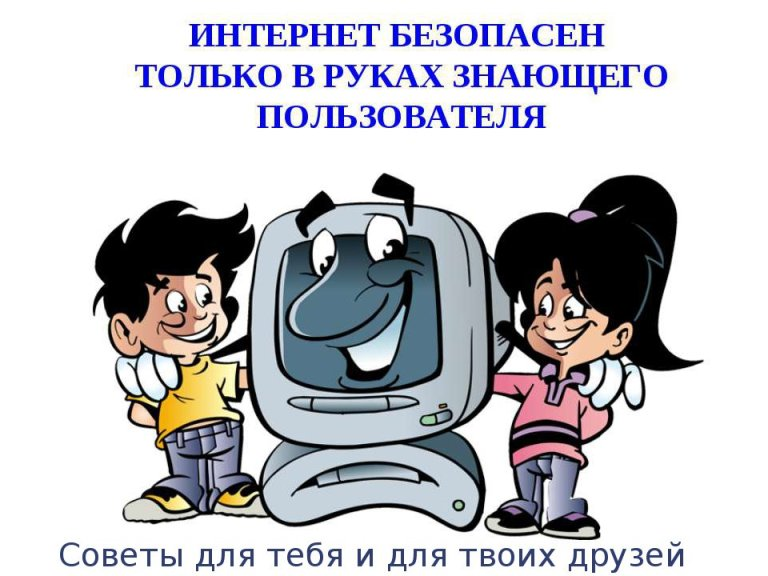 ИНТЕРНЕТ БЕЗОПАСЕН
ТОЛЬКО В РУКАХ ЗНАЮЩЕГО
ПОЛЬЗОВАТЕЛЯ
Советы для тебя и для твоих друзей